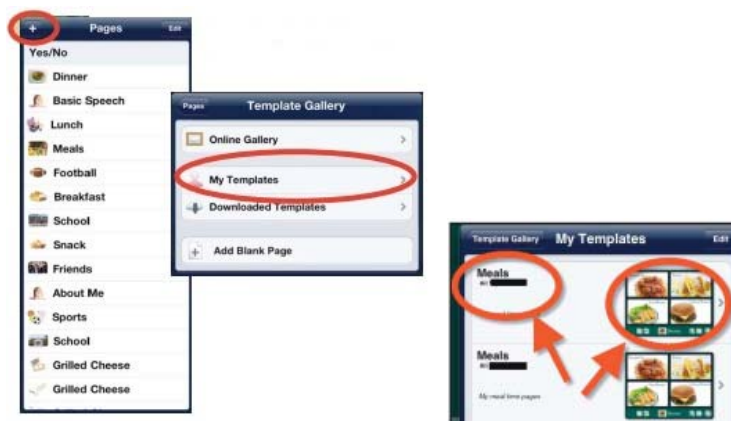 + Pages Edit
Yes/No
Dinner
Basic Speech
Lunch
Meals
Football
Breakfast
School
Snack
Friends
About Me
Sports
School
Grilled Cheese
Grilled Cheese
Pages Template Gallery
Online Gallery
My Templates
Downloaded Templates
Add Blank Page
Template Gallery My Templates Edit
Meals
Meals
My meal time pages